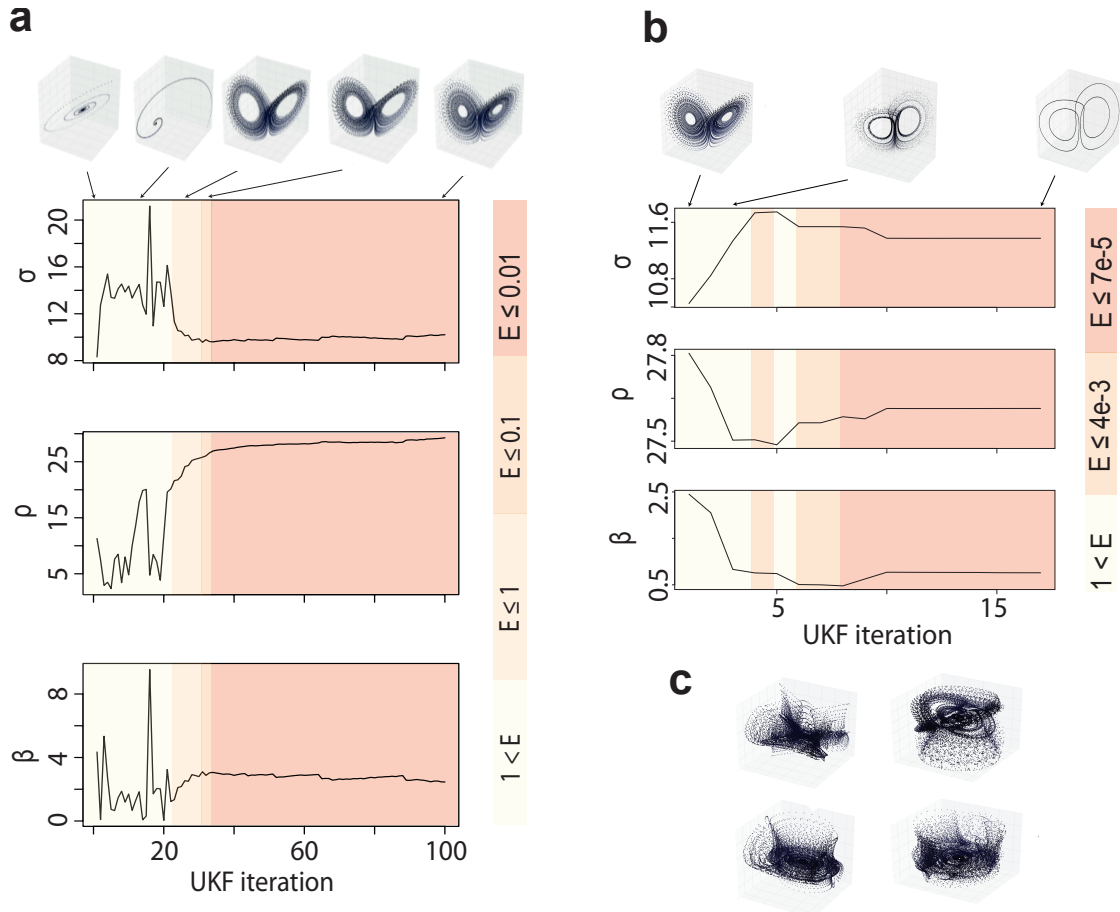 a
σ
20
16
12
10
8
ρ
25
15
5
β
8
4
2
0
20
60
100
UKF iteration
E ≤ 0.01
E ≤ 0.1
E ≤ 1
1 < E
b
σ
11.6
10.8
ρ
27.8
27.5
β
2.5
0.5
5
15
UKF iteration
E ≤ 7e-5
E ≤ 4e-3
1 < E
c